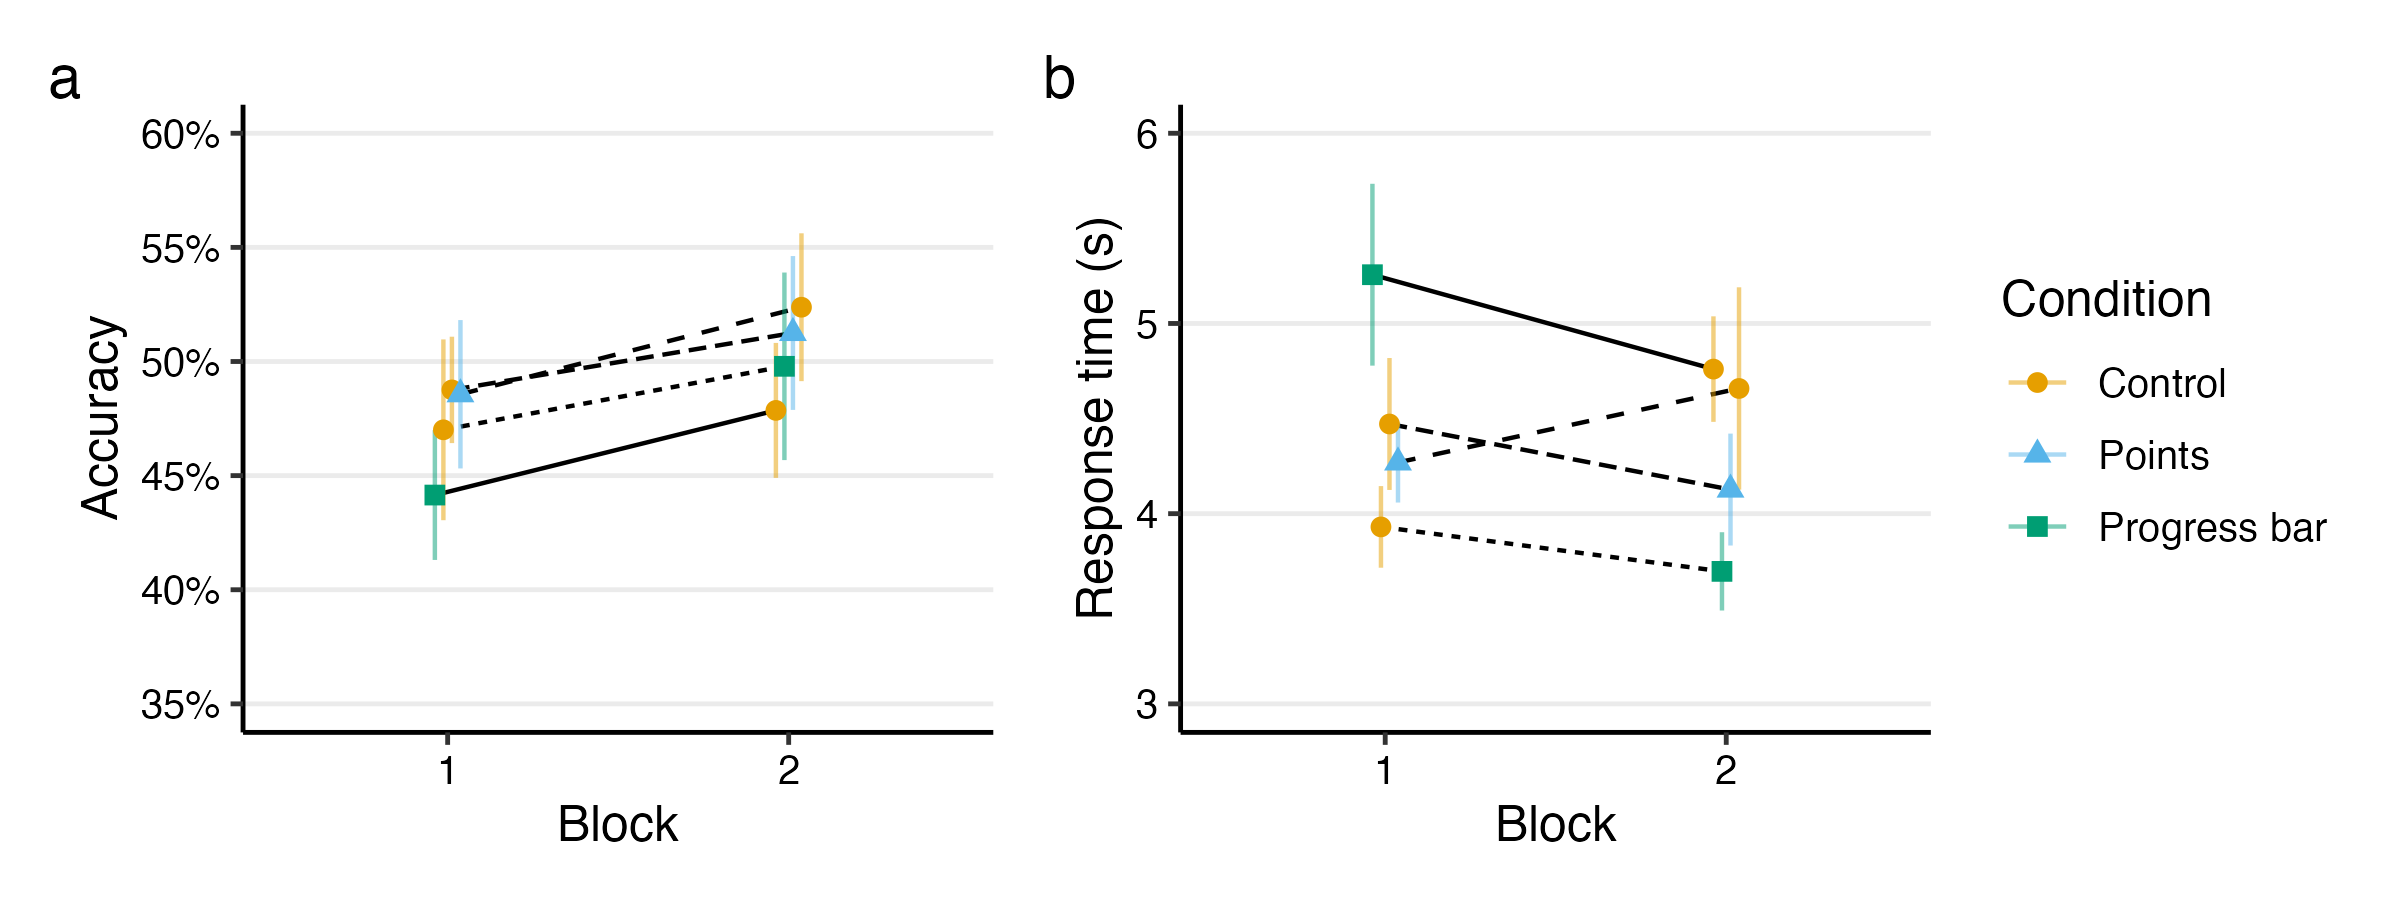 a
Accuracy
60%
55%
50%
45%
40%
35%
1 2
Block
b
Response time (s)
6
5
4
3
1 2
Block
Condition
Control
Points
Progress bar